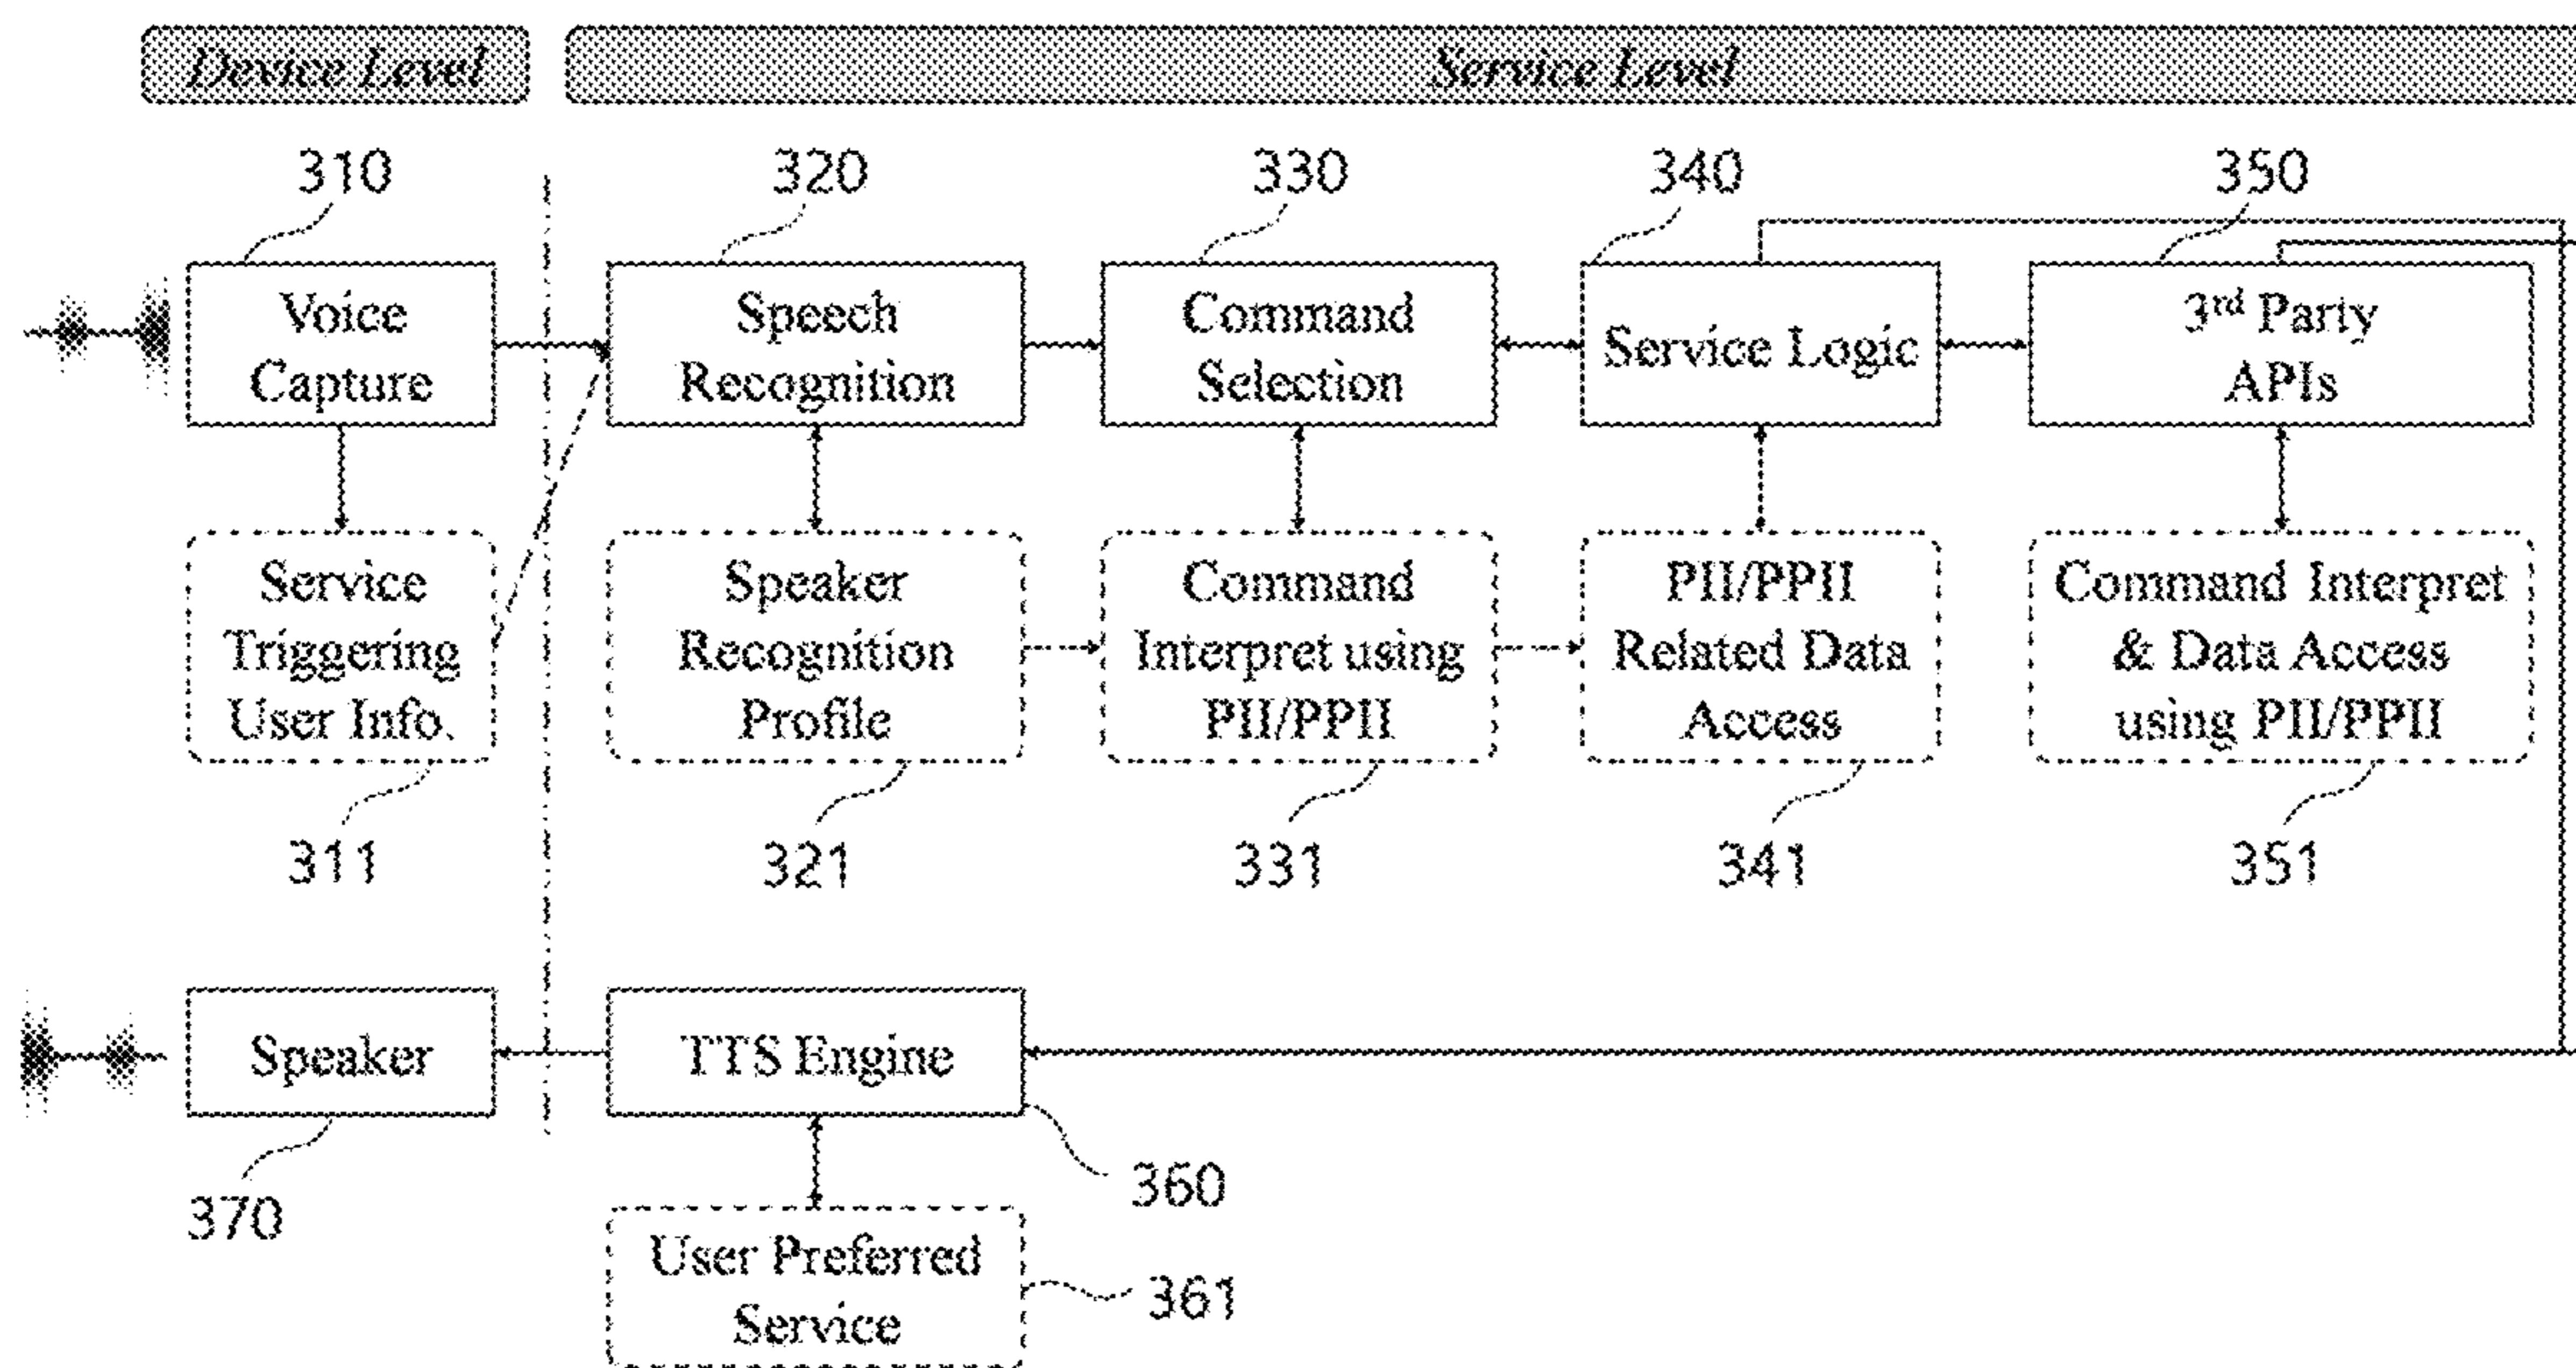 Device Level
Service Level
310
320
330
340
350
Voice
Capture
Speech
Recognition
Command
Selection
Service Logic
3rd Party
APIs
Service
Triggering
User Info.
Speaker
Recognition
Profile
Command
Interpret using
PII/PPII
PII/PPII
Related Data
Access
Command Interpret
& Data Access
using PII/PPII
311
321
331
341
351
Speaker
TTS Engine
370
360
User Preferred
Service
361